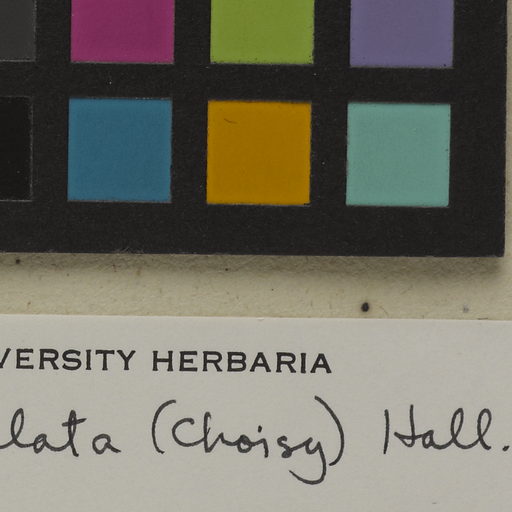 VERSITY HERBARIA
lata (Choisy) Hall.